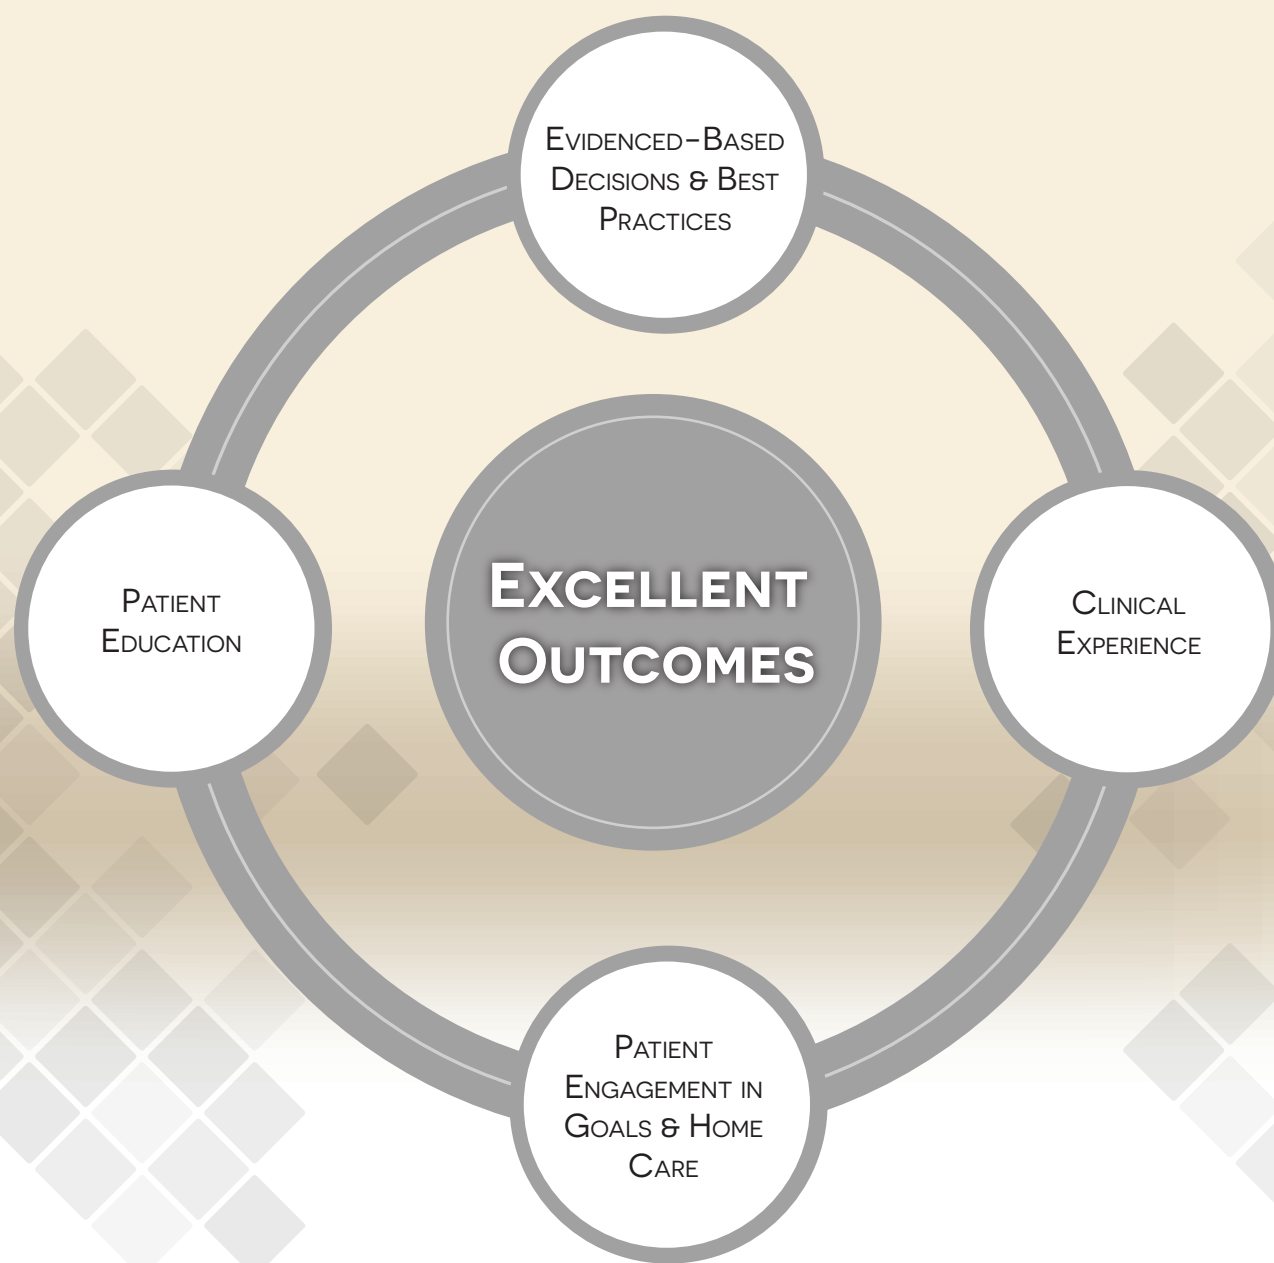 Evidenced-Based
Decisions & Best
Practices
Patient
Education
Excellent
Outcomes
Clinical
Experience
Patient
Engagement in
Goals & Home
Care